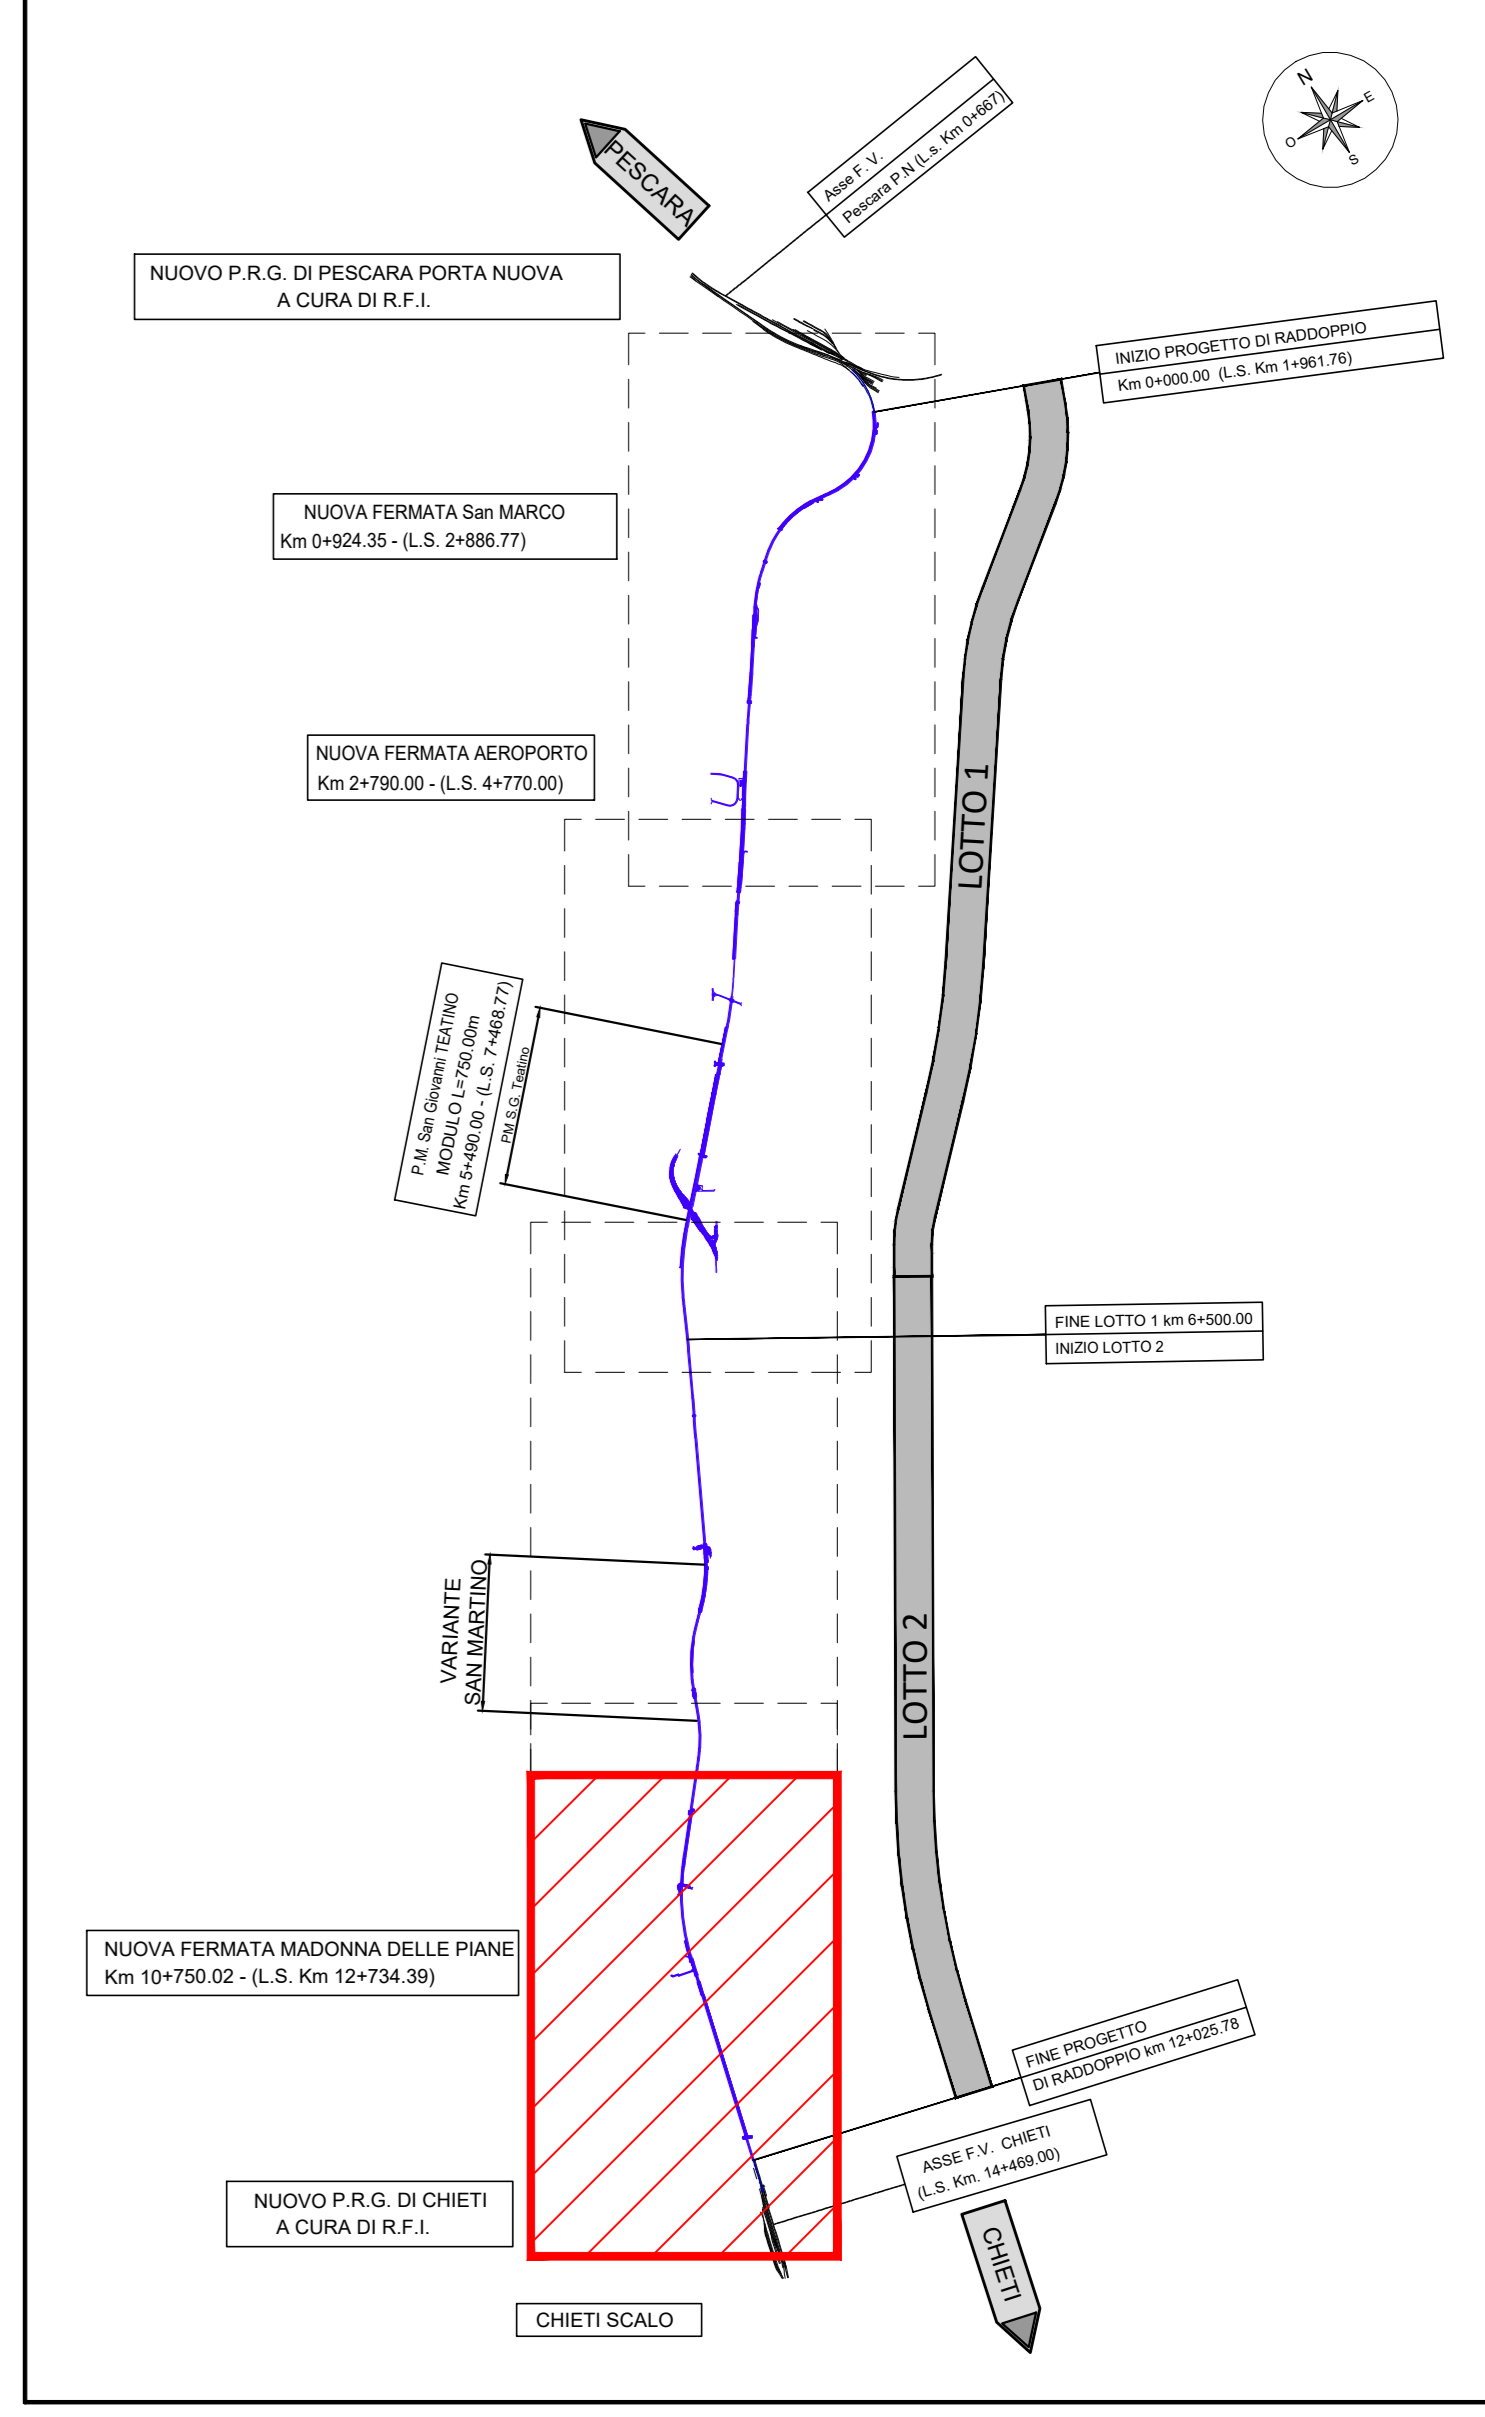 N
E
O
S
PESCARA
Asse F. V.
Pescara P.N (L.s. Km 0+667)
NUOVO P.R.G. DI PESCARA PORTA NUOVA
A CURA DI R.F.I.
INIZIO PROGETTO DI RADDOPPIO
Km 0+000.00 (L.S. Km 1+961.76)
NUOVA FERMATA San MARCO
Km 0+924.35 - (L.S. 2+886.77)
NUOVA FERMATA AEROPORTO
Km 2+790.00 - (L.S. 4+770.00)
LOTTO 1
P.M. San Giovanni TEATINO
MODULO L=750.00m
Km 5+490.00 - (L.S. 7+468.77)
PM S.G. Teatino
FINE LOTTO 1 km 6+500.00
INIZIO LOTTO 2
VARIANTE
SAN MARTINO
LOTTO 2
NUOVA FERMATA MADONNA DELLE PIANE
Km 10+750.02 - (L.S. Km 12+734.39)
FINE PROGETTO
DI RADDOPPIO km 12+025.78
ASSE F.V. CHIETI
(L.S. Km. 14+469.00)
NUOVO P.R.G. DI CHIETI
A CURA DI R.F.I.
CHIETI
CHIETI SCALO